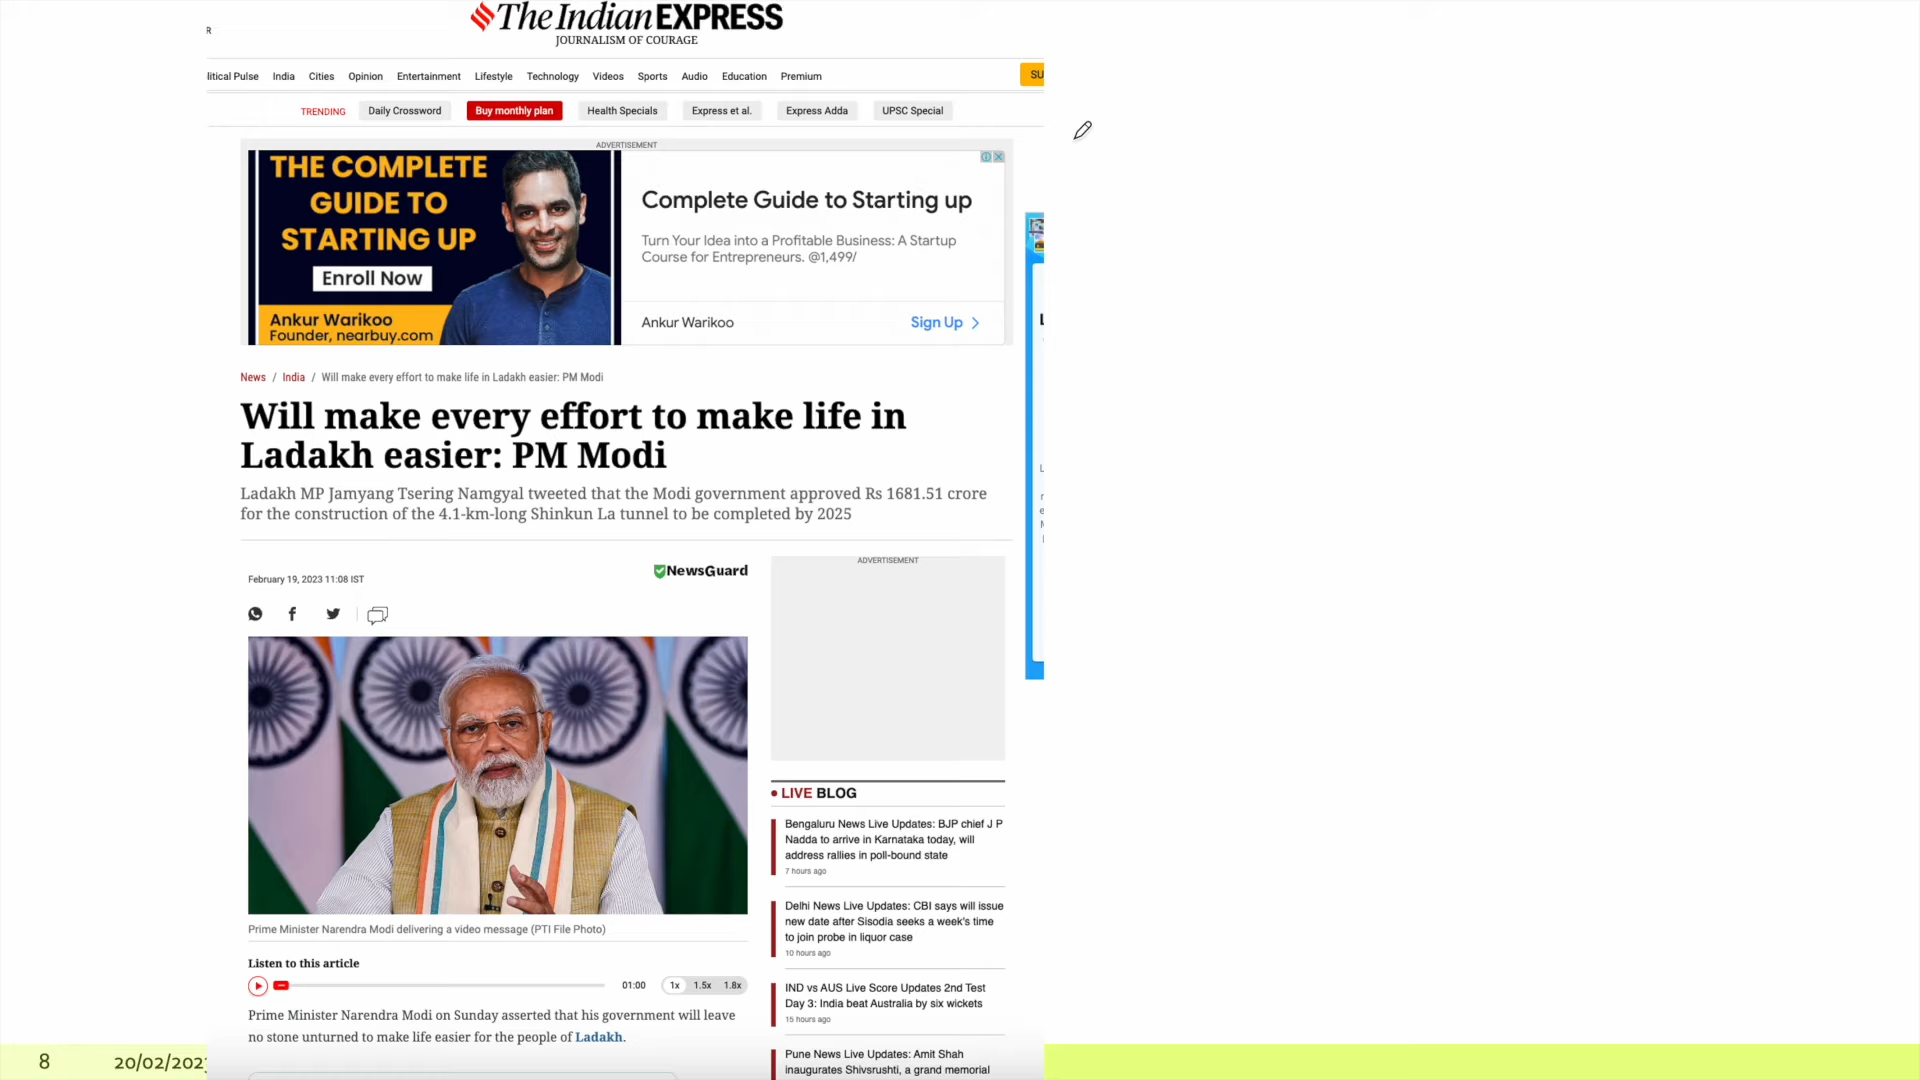 The Indian EXPRESS
JOURNALISM OF COURAGE
R
litical Pulse India Cities Opinion Entertainment Lifestyle Technology Videos Sports Audio Education Premium
SU
TRENDING Daily Crossword Buy monthly plan Health Specials Express et al. Express Adda UPSC Special
ADVERTISEMENT
THE COMPLETE
GUIDE TO
STARTING UP
Enroll Now
Ankur Warikoo
Founder, nearbuy.com
Complete Guide to Starting up
Turn Your Idea into a Profitable Business: A Startup
Course for Entrepreneurs. @1,499/
Ankur Warikoo
Sign Up
News / India / Will make every effort to make life in Ladakh easier: PM Modi
Will make every effort to make life in
Ladakh easier: PM Modi
Ladakh MP Jamyang Tsering Namgyal tweeted that the Modi government approved Rs 1681.51 crore
for the construction of the 4.1-km-long Shinkun La tunnel to be completed by 2025
February 19, 2023 11:08 IST
NewsGuard
Prime Minister Narendra Modi delivering a video message (PTI File Photo)
Listen to this article
01:00 1x 1.5x 1.8x
Prime Minister Narendra Modi on Sunday asserted that his government will leave
no stone unturned to make life easier for the people of Ladakh.
ADVERTISEMENT
LIVE BLOG
Bengaluru News Live Updates: BJP chief J P
Nadda to arrive in Karnataka today, will
address rallies in poll-bound state
7 hours ago
Delhi News Live Updates: CBI says will issue
new date after Sisodia seeks a week's time
to join probe in liquor case
10 hours ago
IND vs AUS Live Score Updates 2nd Test
Day 3: India beat Australia by six wickets
15 hours ago
Pune News Live Updates: Amit Shah
inaugurates Shivsrushti, a grand memorial
8 20/02/202